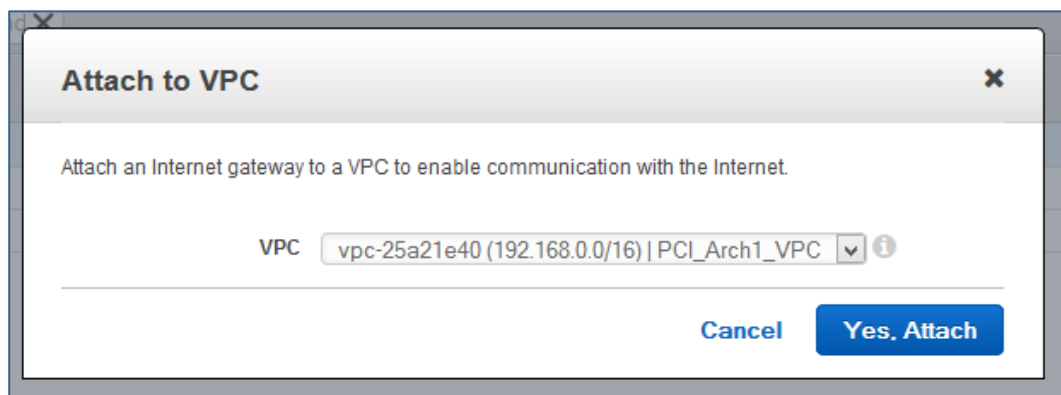 Attach to VPC
Attach an Internet gateway to a VPC to enable communication with the Internet.
VPC vpc-25a21e40 (192.168.0.0/16) | PCI_Arch1_VPC
Cancel Yes, Attach